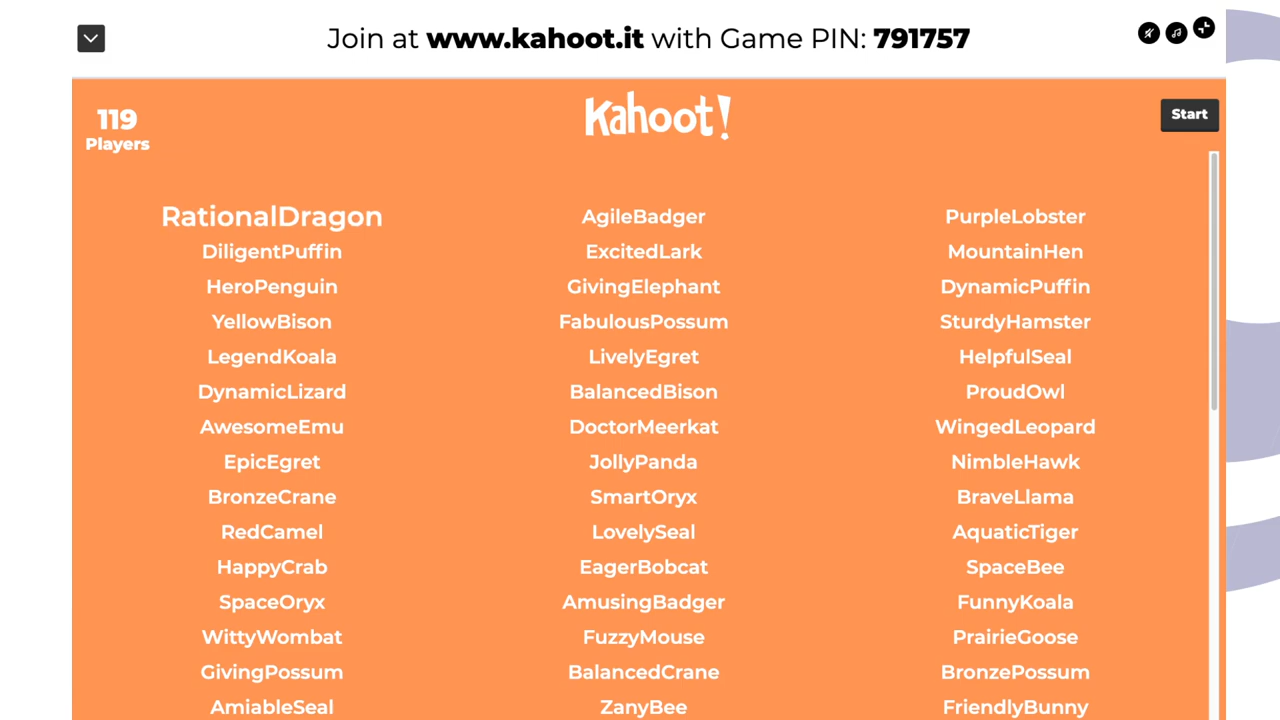 Join at www.kahoot.it with Game PIN: 791757
119
Players
Kahoot!
Start
RationalDragon AgileBadger PurpleLobster
DiligentPuffin ExcitedLark MountainHen
HeroPenguin GivingElephant DynamicPuffin
YellowBison FabulousPossum SturdyHamster
LegendKoala LivelyEgret HelpfulSeal
DynamicLizard BalancedBison ProudOwl
AwesomeEmu DoctorMeerkat WingedLeopard
EpicEgret JollyPanda NimbleHawk
BronzeCrane SmartOryx BraveLlama
RedCamel LovelySeal AquaticTiger
HappyCrab EagerBobcat SpaceBee
SpaceOryx AmusingBadger FunnyKoala
WittyWombat FuzzyMouse PrairieGoose
GivingPossum BalancedCrane BronzePossum
AmiableSeal ZanyBee FriendlyBunny